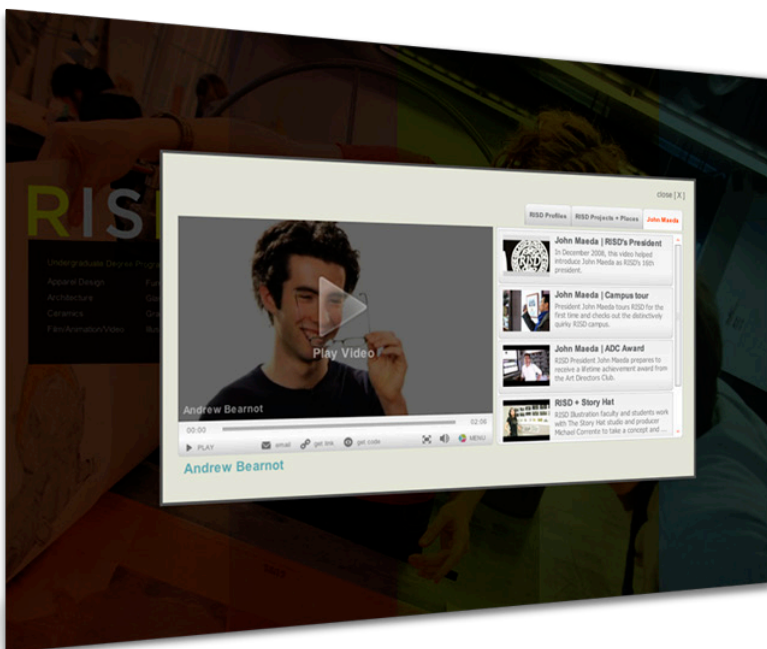 RIS
Undergraduate Degree Progr
Apparel Design
Architecture
Ceramics
Film/Animation/Video
close [X]
RISD Profiles
RISD Projects + Places
John Maeda
Play Video
Andrew Bearnot
00:00
02:06
PLAY
email
get link
get code
MENU
Andrew Bearnot
John Maeda | RISD's President
In December 2008, this video helped
introduce John Maeda as RISD's 16th
president.
John Maeda | Campus tour
President John Maeda tours RISD for the
first time and checks out the distinctively
quirky RISD campus.
John Maeda | ADC Award
RISD President John Maeda prepares to
receive a lifetime achievement award from
the Art Directors Club.
RISD + Story Hat
RISD Illustration faculty and students work
with The Story Hat studio and producer
Michael Corrente to take a concept and ...